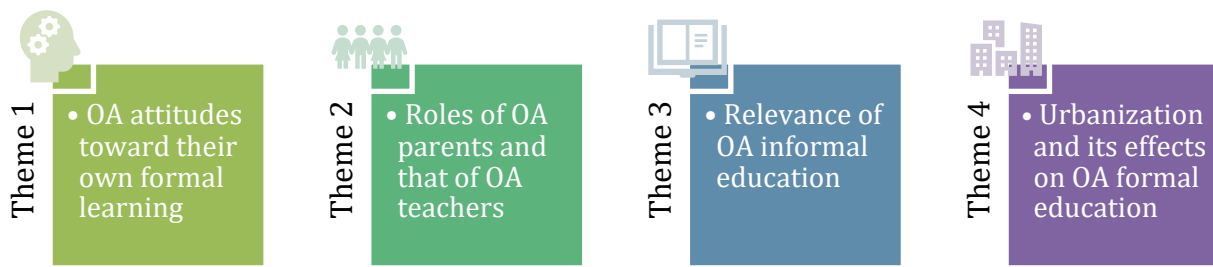 Theme 1
• OA attitudes
toward their
own formal
learning
Theme 2
• Roles of OA
parents and
that of OA
teachers
Theme 3
• Relevance of
OA informal
education
Theme 4
• Urbanization
and its effects
on OA formal
education